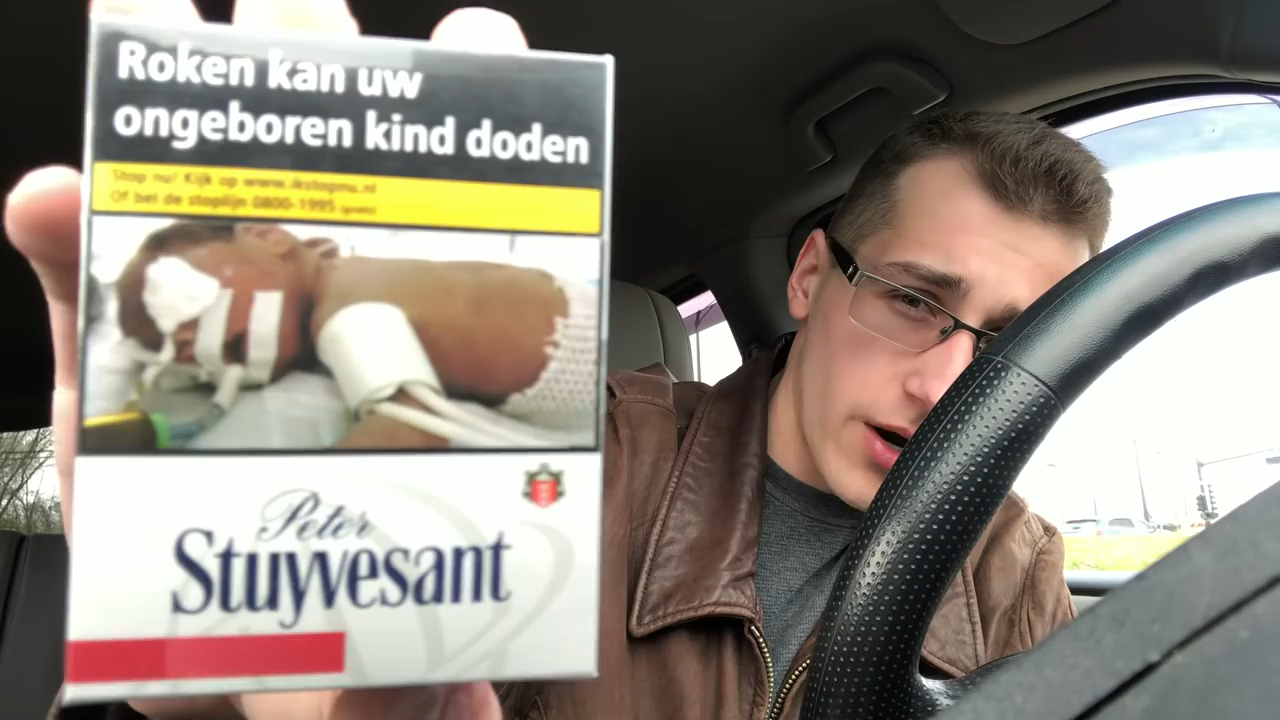 Roken kan uw
ongeboren kind doden
Stop nu! Kijk op www.ikstopnu.nl
Of bel de stoplijn 0800-1995 (gratis)
Peter
Stuyvesant